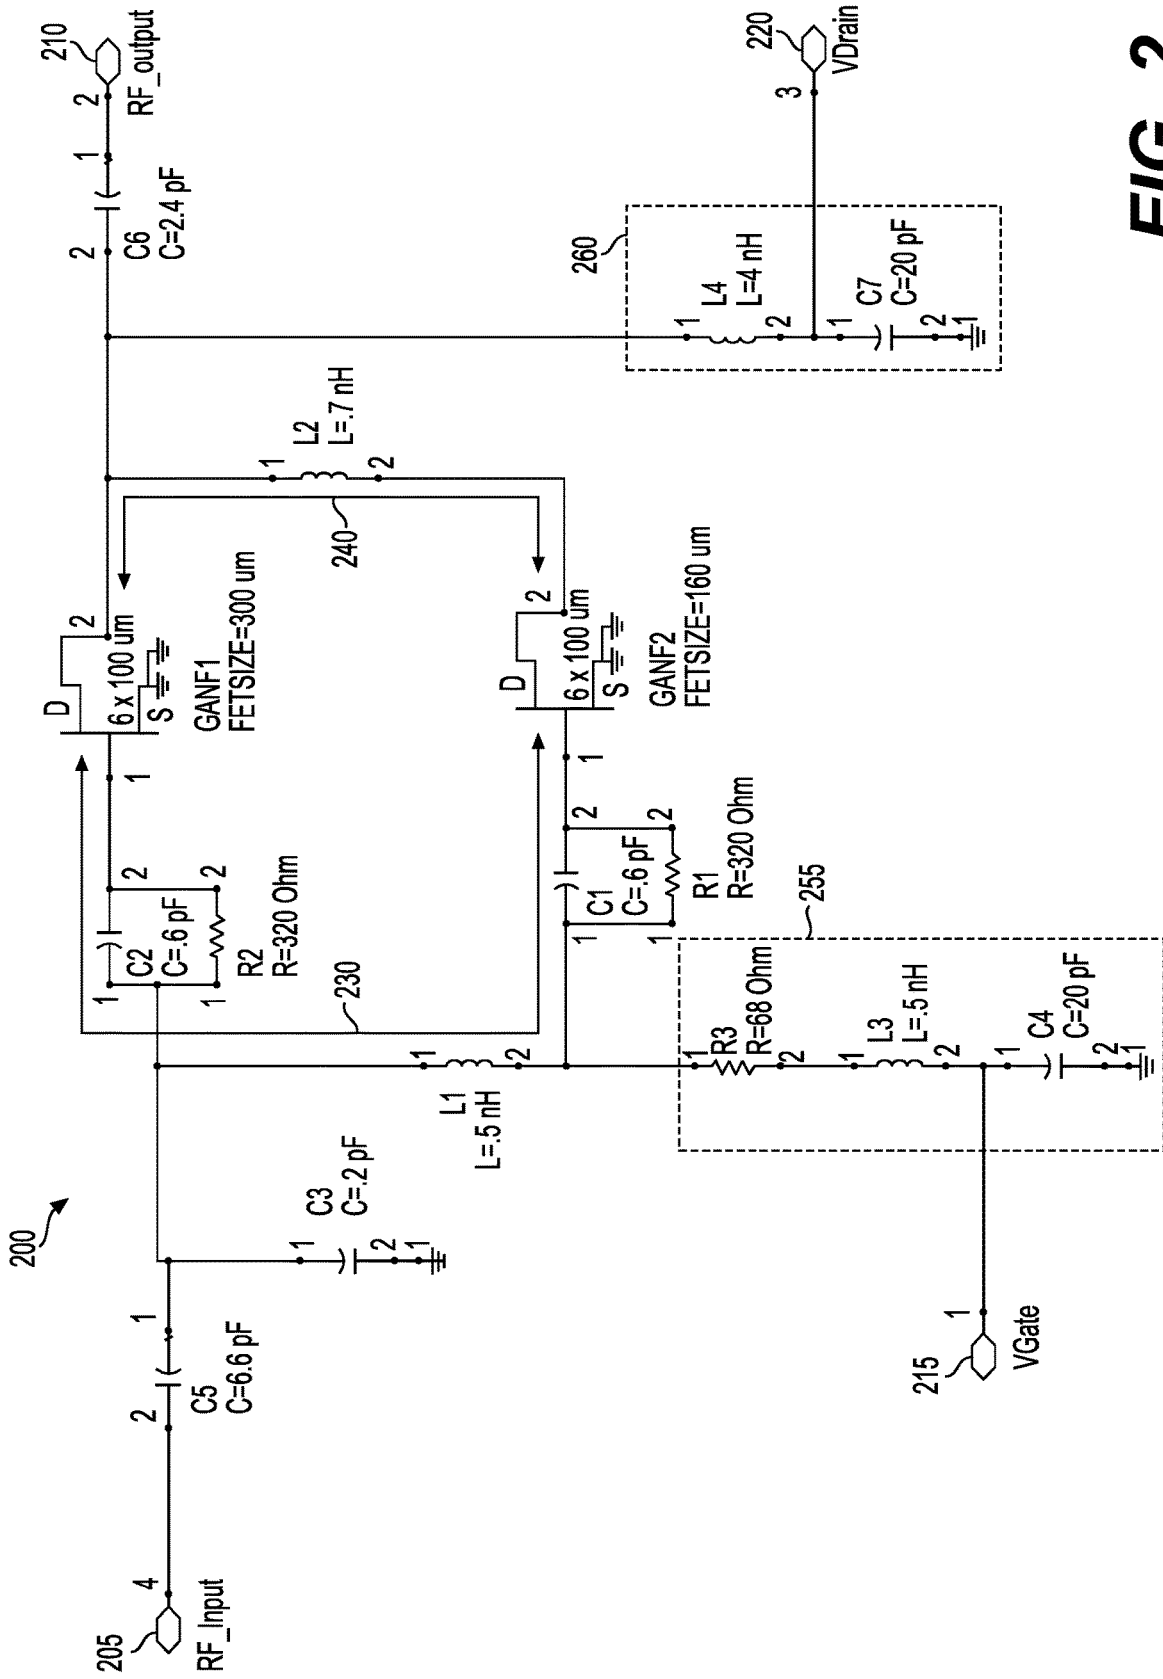 200
205
4
RF_Input
2
1
C5
C=6.6 pF
1
C3
C=.2 pF
2
1
1
L1
L=.5 nH
2
230
1
C2
C=.6 pF
2
1
R2
R=320 Ohm
2
1
D
6 x 100 um
S
2
GANF1
FETSIZE=300 um
1
C1
C=.6 pF
2
1
R1
R=320 Ohm
2
1
D
6 x 100 um
S
2
GANF2
FETSIZE=160 um
240
1
L2
L=.7 nH
2
2
C6
C=2.4 pF
1
2
210
RF_output
255
1
R3
R=68 Ohm
2
1
L3
L=.5 nH
2
1
C4
C=20 pF
2
1
215
1
VGate
260
1
L4
L=4 nH
2
1
C7
C=20 pF
2
1
3
220
VDrain
FIG. 2